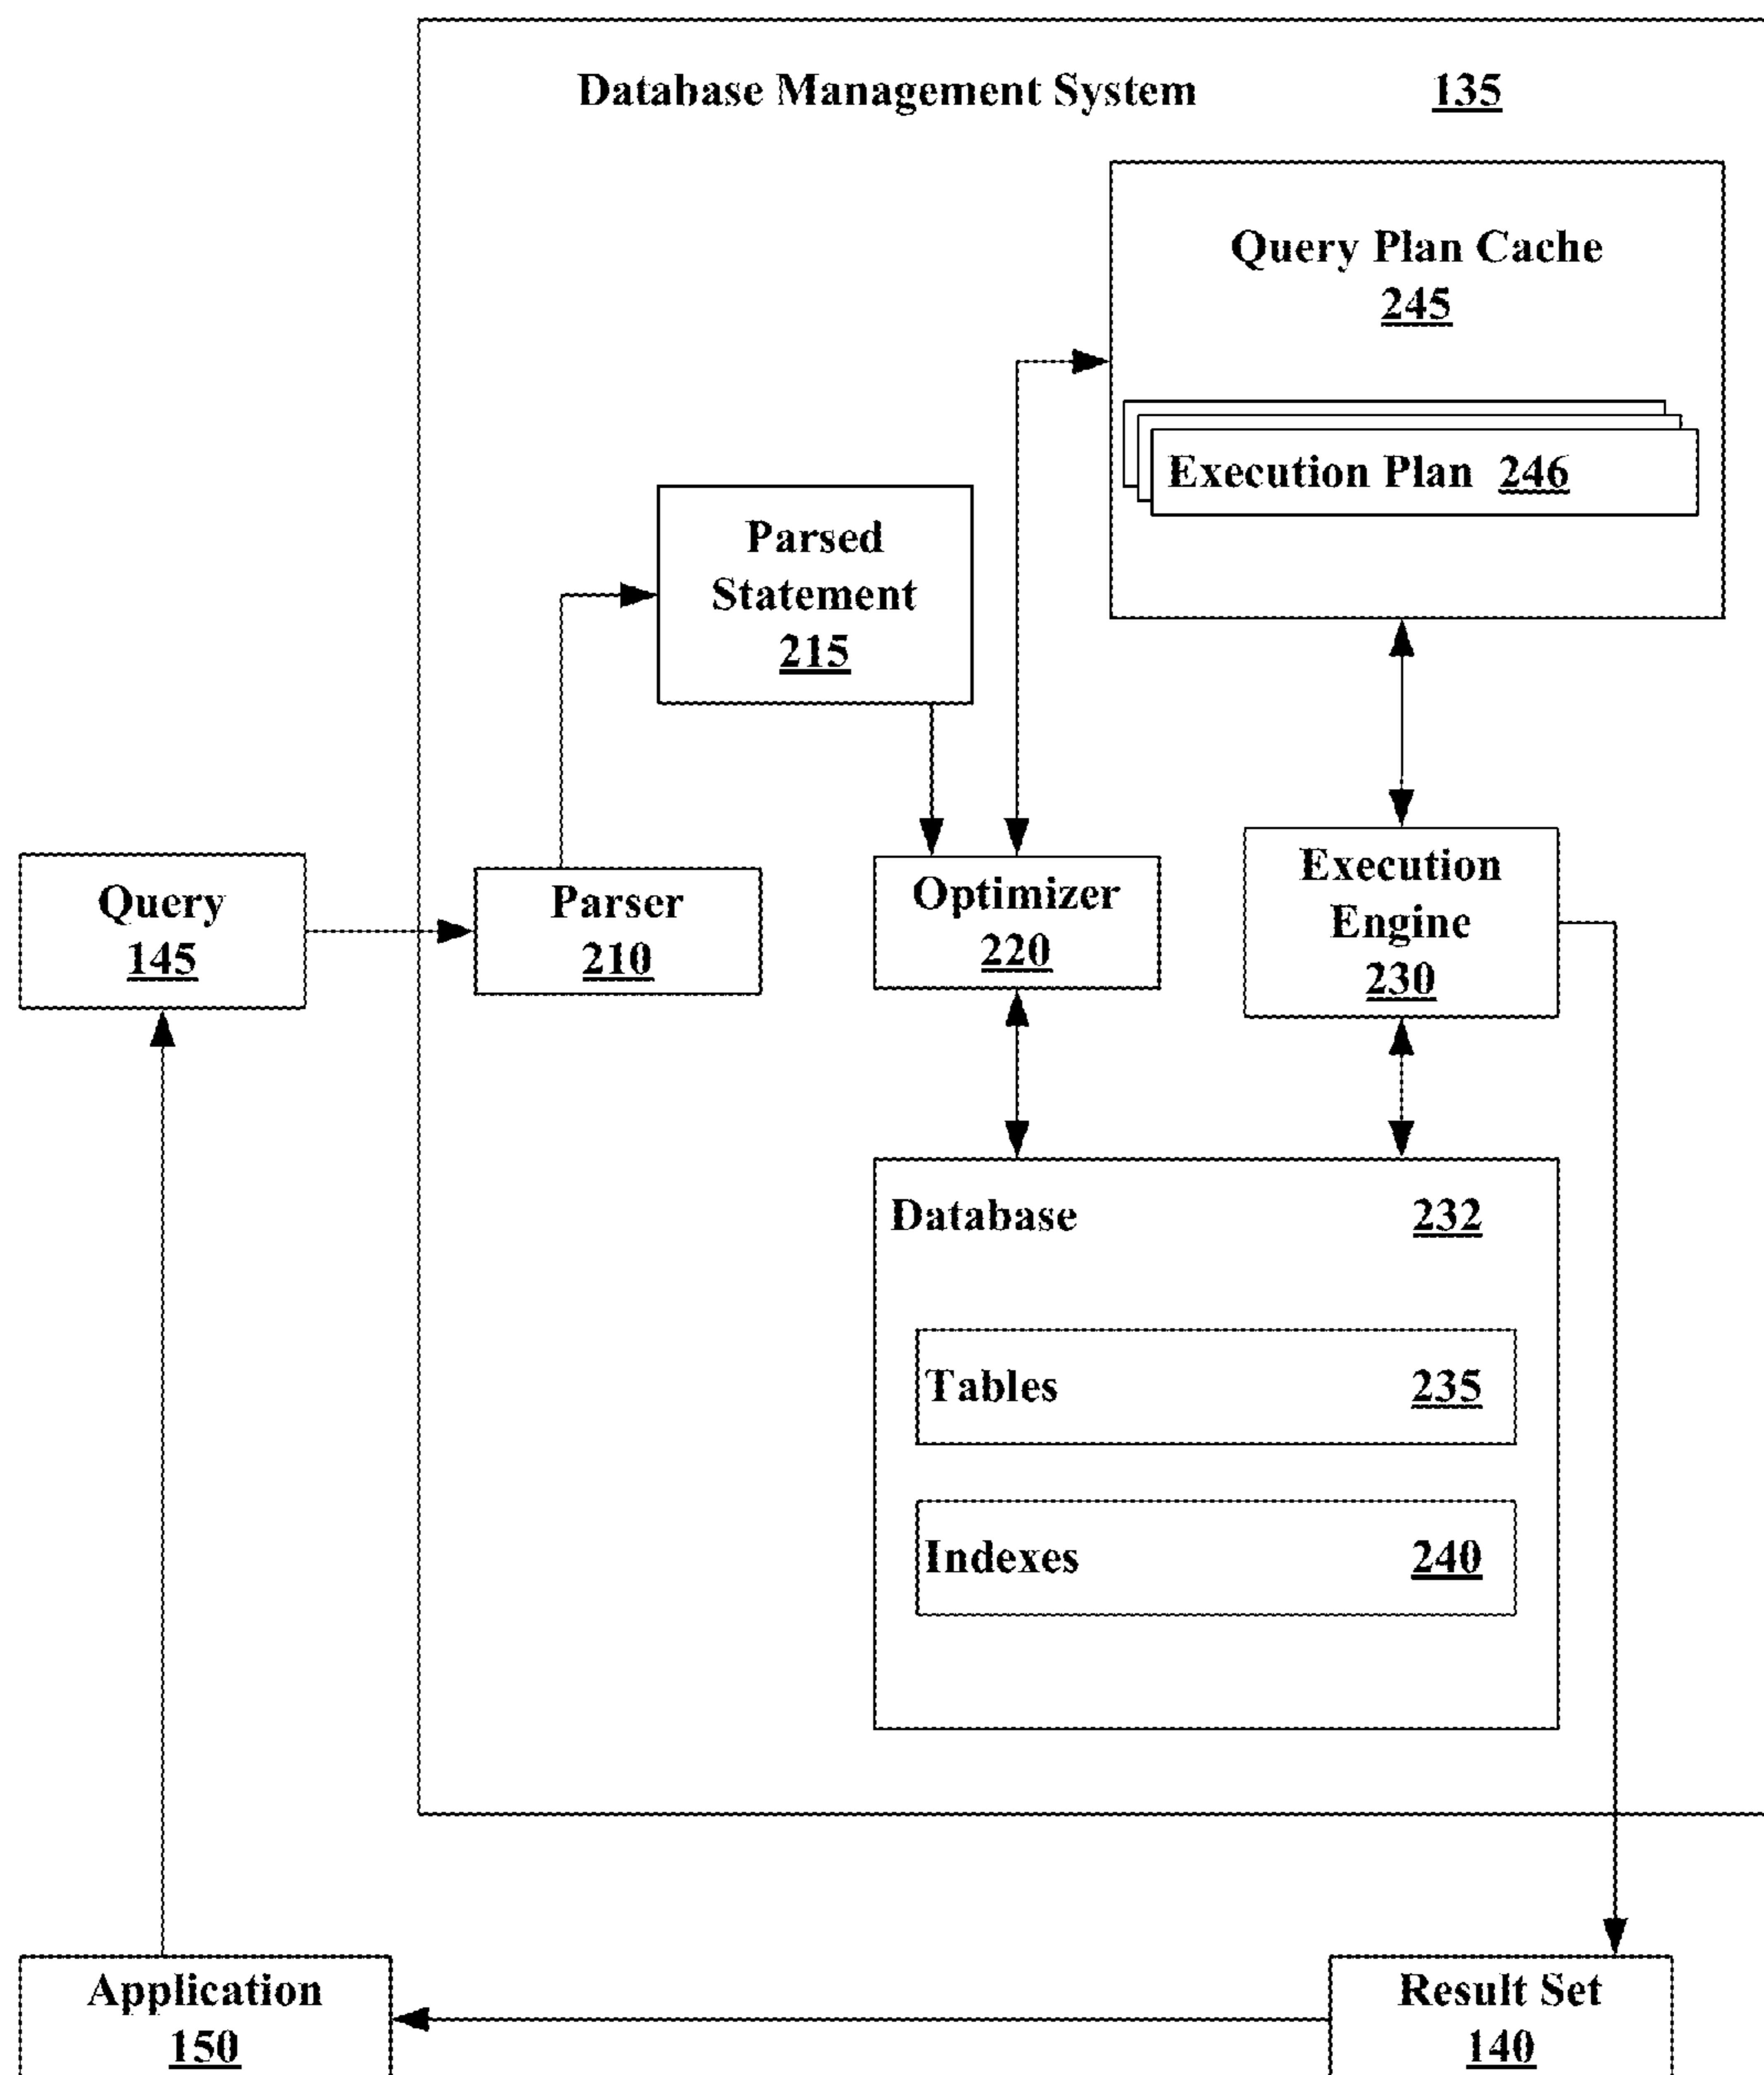 Database Management System 135
Query Plan Cache
245
Execution Plan 246
Parsed
Statement
215
Query
145
Parser
210
Optimizer
220
Execution
Engine
230
Database 232
Tables 235
Indexes 240
Application
150
Result Set
140